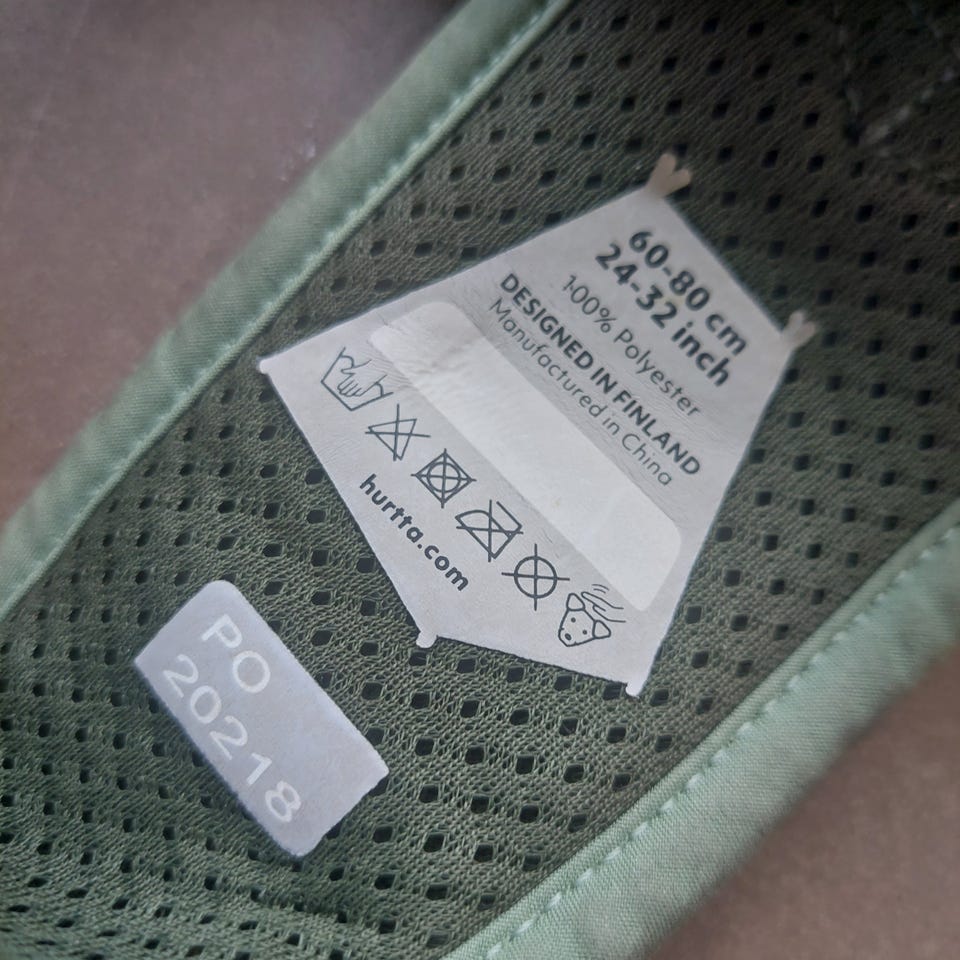 60-80 cm
24-32 inch
100% Polyester
DESIGNED IN FINLAND
Manufactured in China
hurtta.com
PO
20218